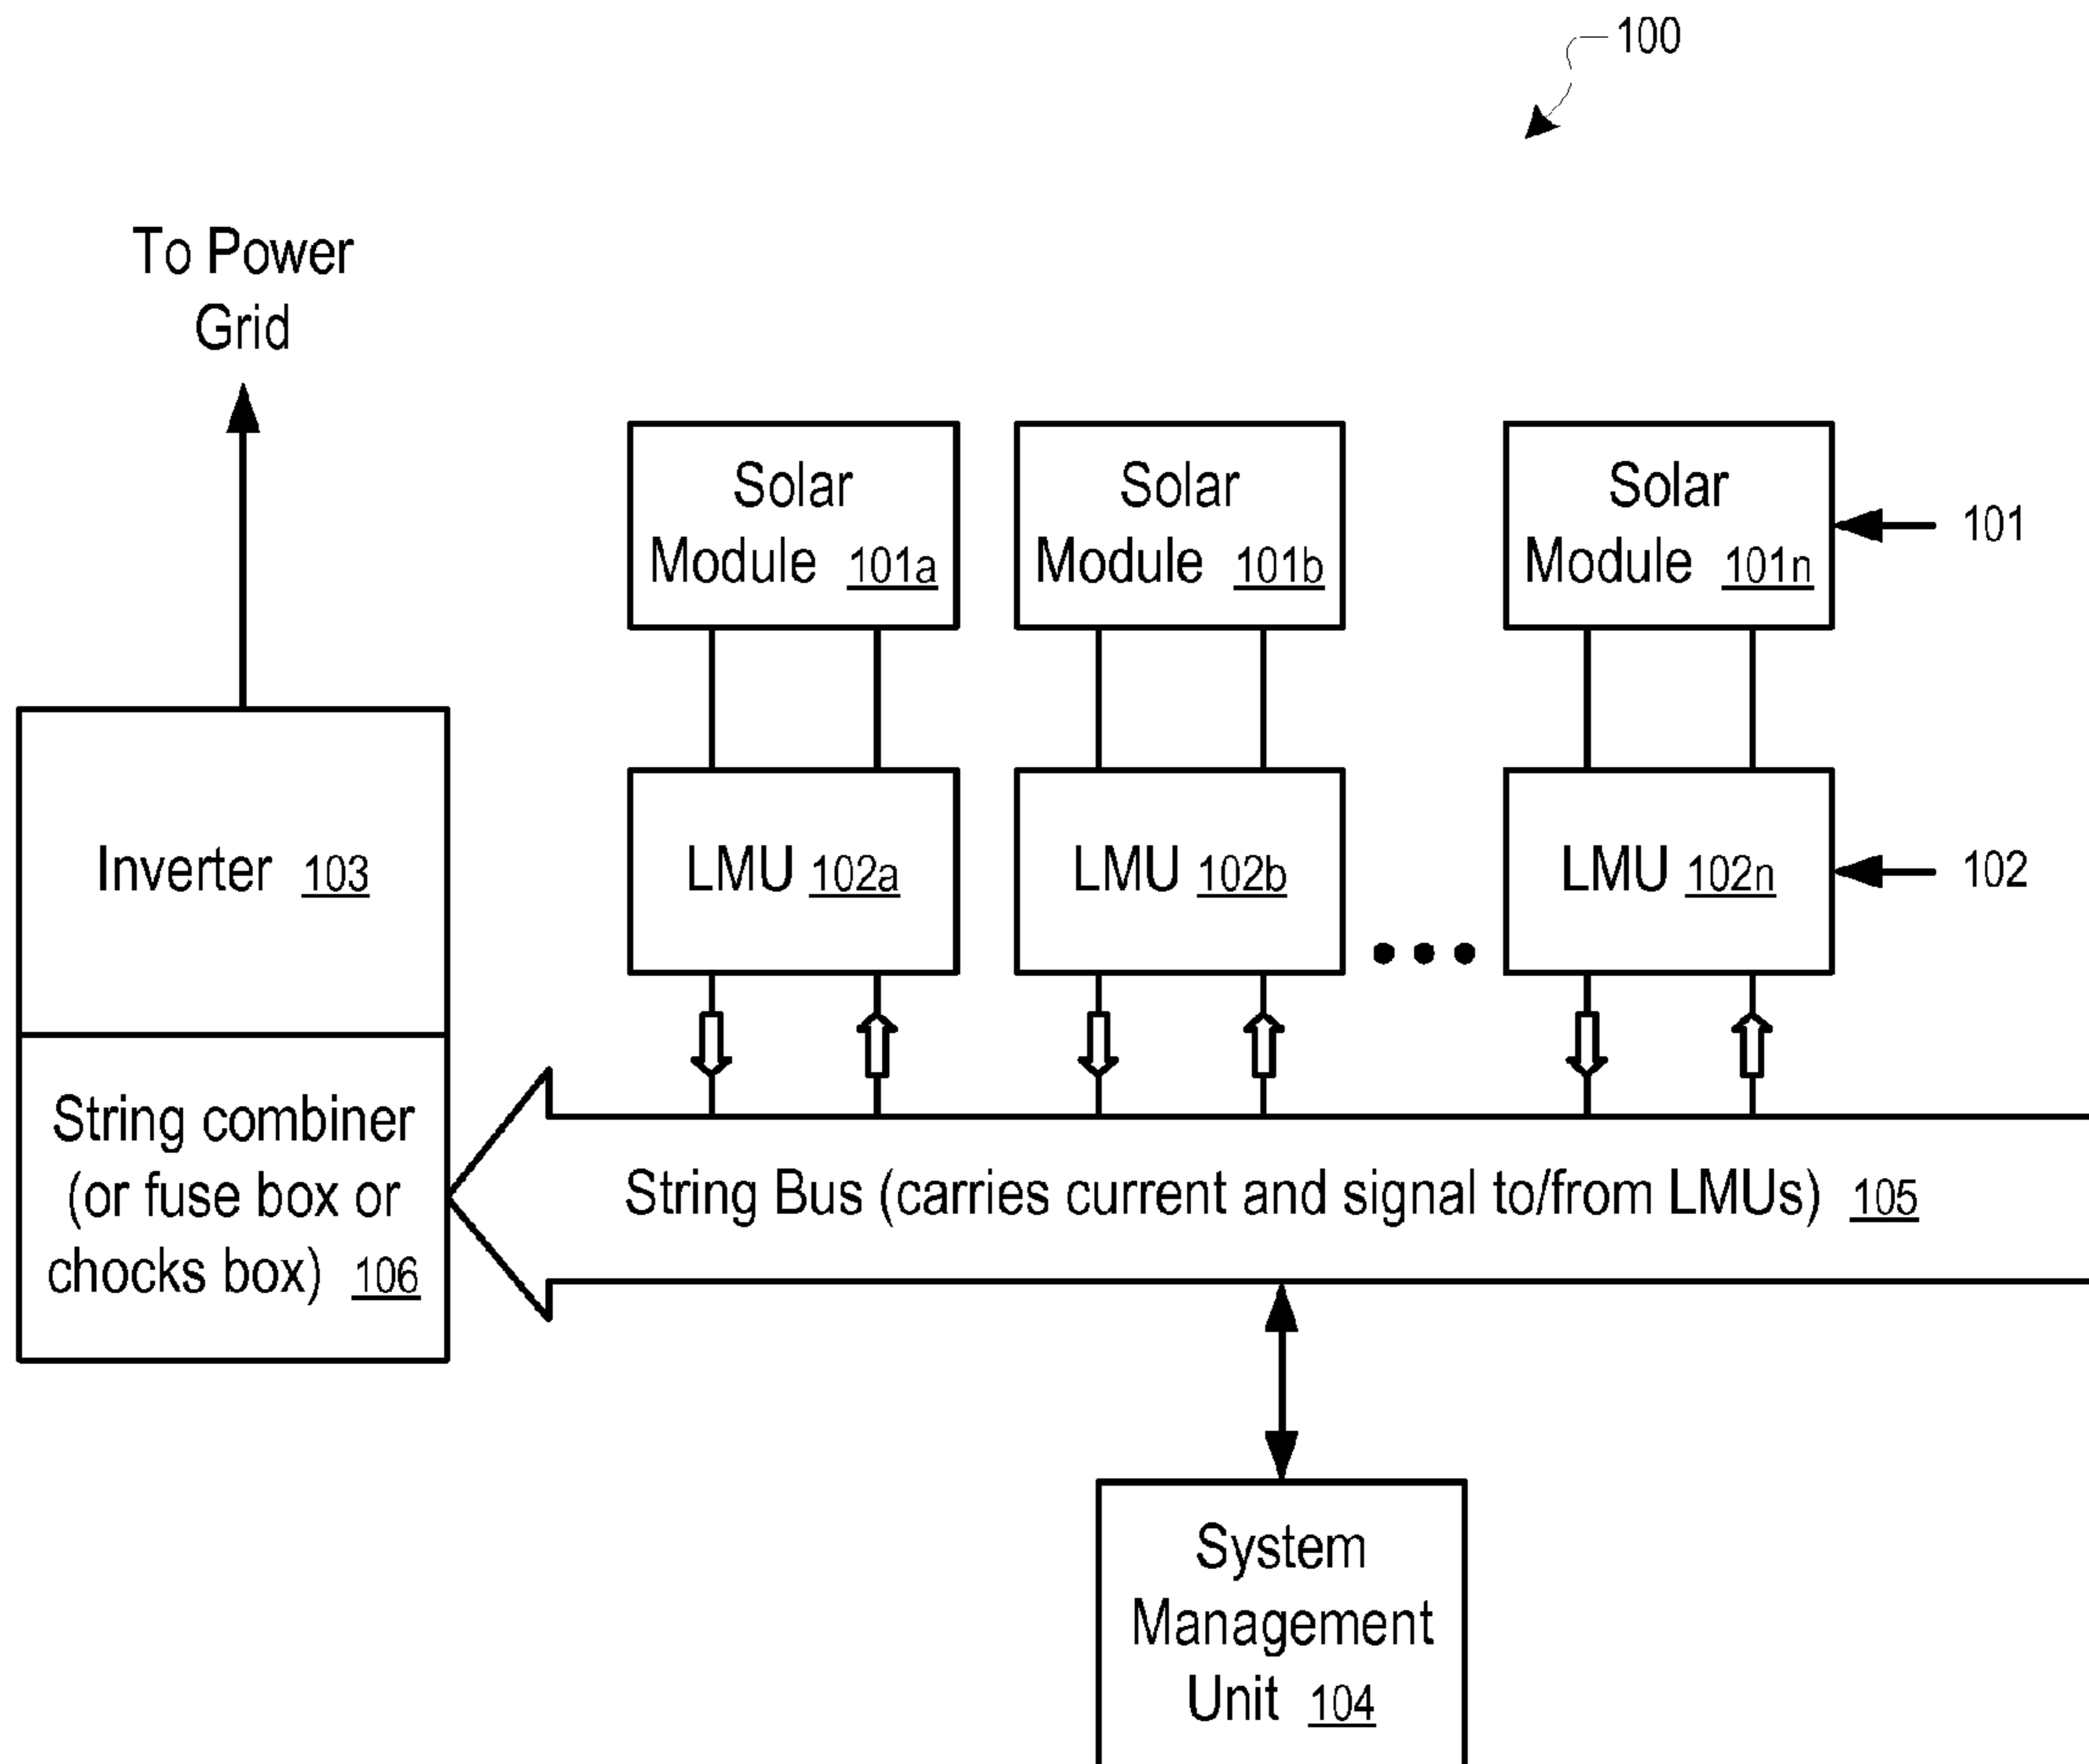 100
To Power
Grid
Solar
Module 101a
Solar
Module 101b
Solar
Module 101n
101
Inverter 103
LMU 102a
LMU 102b
LMU 102n
102
String combiner
(or fuse box or
chocks box) 106
String Bus (carries current and signal to/from LMUs) 105
System
Management
Unit 104